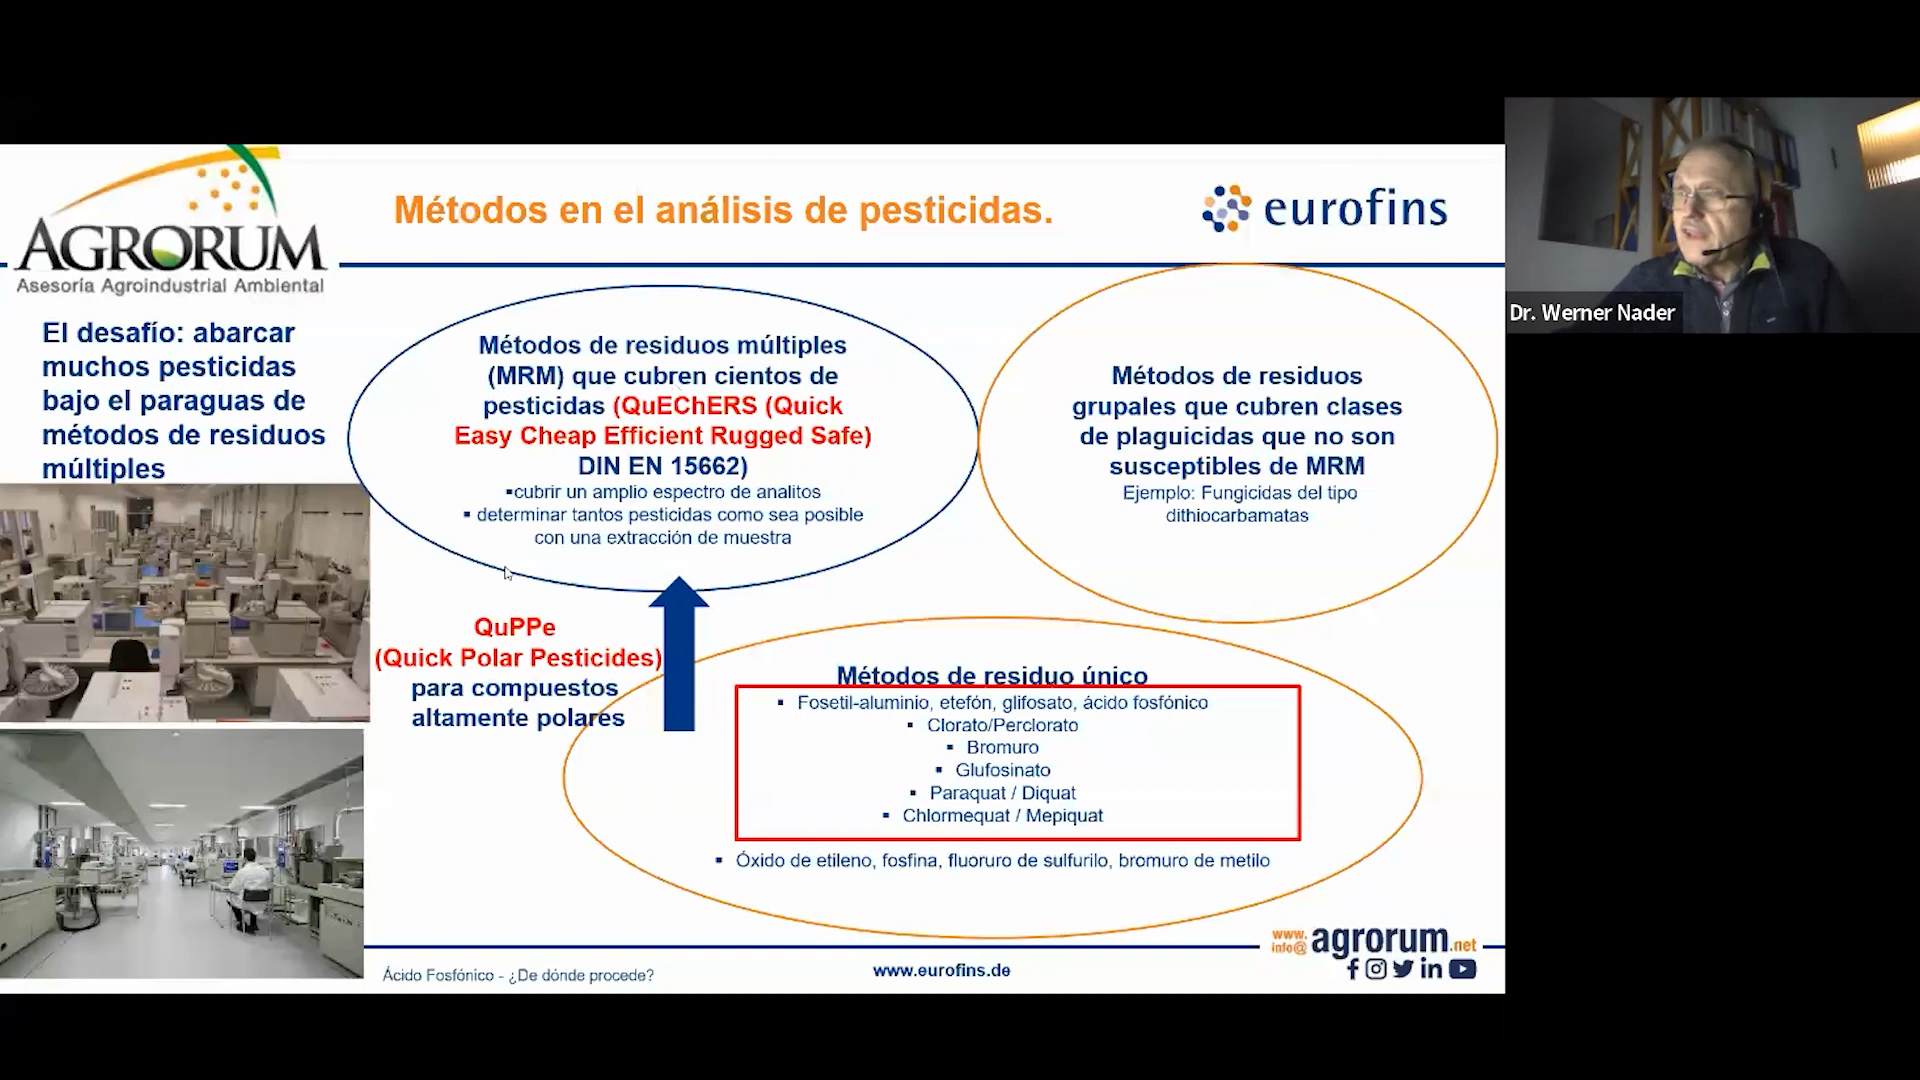 AGRORUM
Asesoría Agroindustrial Ambiental
Métodos en el análisis de pesticidas.
eurofins
Dr. Werner Nader
El desafío: abarcar
muchos pesticidas
bajo el paraguas de
métodos de residuos
múltiples
Métodos de residuos múltiples
(MRM) que cubren cientos de
pesticidas (QuEChERS (Quick
Easy Cheap Efficient Rugged Safe)
DIN EN 15662)
▪cubrir un amplio espectro de analitos
▪ determinar tantos pesticidas como sea posible
con una extracción de muestra
Métodos de residuos
grupales que cubren clases
de plaguicidas que no son
susceptibles de MRM
Ejemplo: Fungicidas del tipo
dithiocarbamatas
QuPPe
(Quick Polar Pesticides)
para compuestos
altamente polares
Métodos de residuo único
▪ Fosetil-aluminio, etefón, glifosato, ácido fosfónico
▪ Clorato/Perclorato
▪ Bromuro
▪ Glufosinato
▪ Paraquat / Diquat
▪ Chlormequat / Mepiquat
▪ Óxido de etileno, fosfina, fluoruro de sulfurilo, bromuro de metilo
www.
info@ agrorum.net
Ácido Fosfónico - ¿De dónde procede?
www.eurofins.de